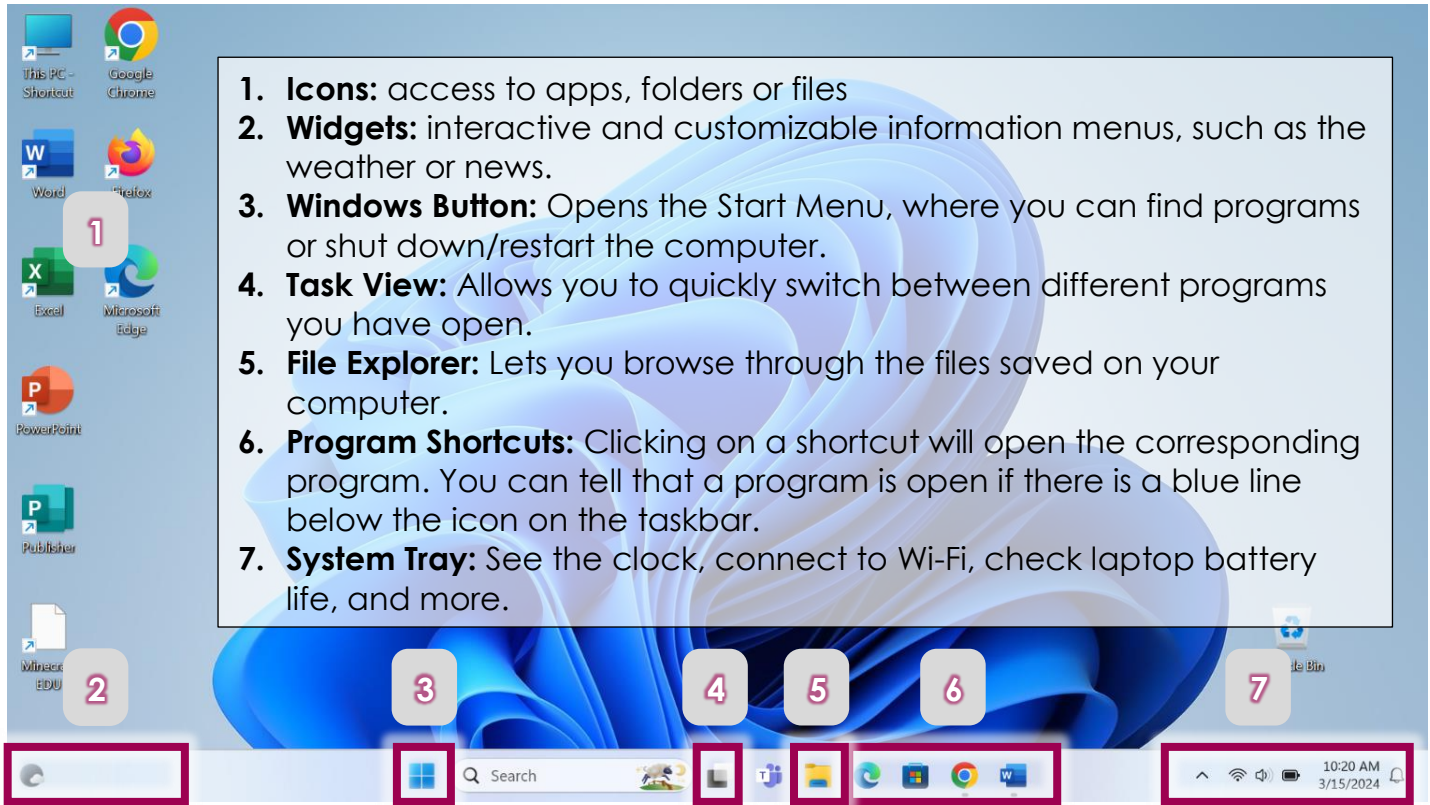 This PC - Shortcut
Google Chrome
1. Icons: access to apps, folders or files
2. Widgets: interactive and customizable information menus, such as the
weather or news.
3. Windows Button: Opens the Start Menu, where you can find programs
or shut down/restart the computer.
4. Task View: Allows you to quickly switch between different programs
you have open.
5. File Explorer: Lets you browse through the files saved on your
computer.
6. Program Shortcuts: Clicking on a shortcut will open the corresponding
program. You can tell that a program is open if there is a blue line
below the icon on the taskbar.
7. System Tray: See the clock, connect to Wi-Fi, check laptop battery
life, and more.
Word
Firefox
1
Excel
Microsoft
Edge
PowerPoint
Publisher
EDU
Bin
2
3
4
5
6
7
Search
10:20 AM
3/15/2024